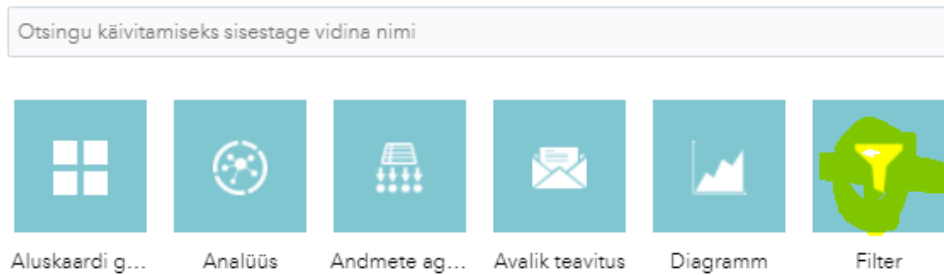 Otsingu käivitamiseks sisestage vidina nimi
Aluskaardi g... Analüüs Andmete ag... Avalik teavitus Diagramm Filter